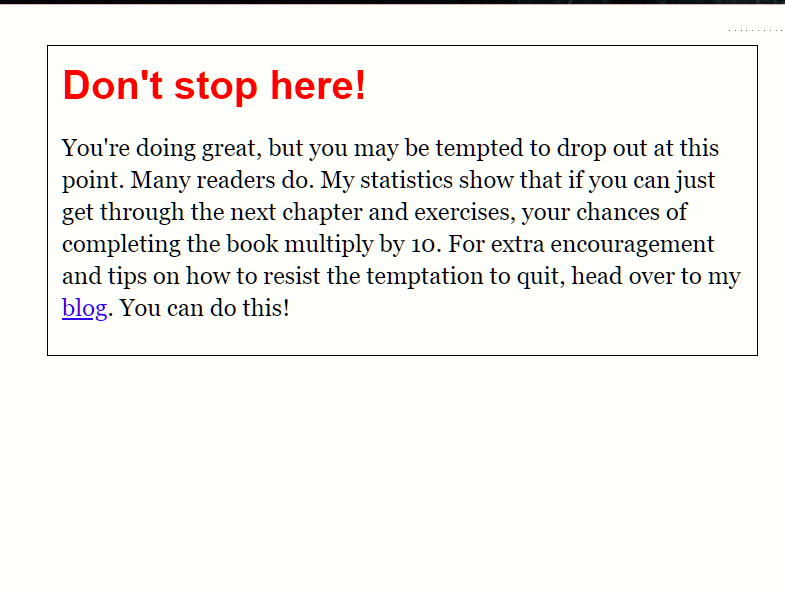 Don't stop here!
You're doing great, but you may be tempted to drop out at this
point. Many readers do. My statistics show that if you can just
get through the next chapter and exercises, your chances of
completing the book multiply by 10. For extra encouragement
and tips on how to resist the temptation to quit, head over to my
blog. You can do this!